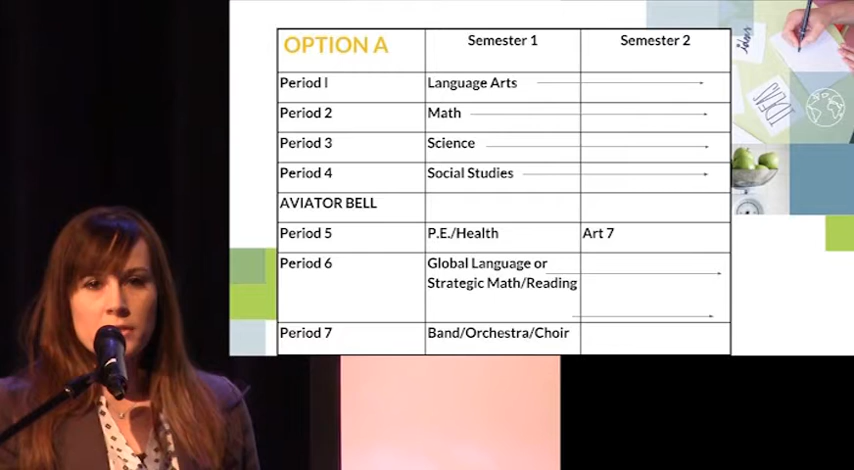 OPTION A Semester 1 Semester 2
Period I Language Arts
Period 2 Math
Period 3 Science
Period 4 Social Studies
AVIATOR BELL
Period 5 P.E./Health Art 7
Period 6 Global Language or
Strategic Math/Reading
Period 7 Band/Orchestra/Choir
ideas
IDEAS